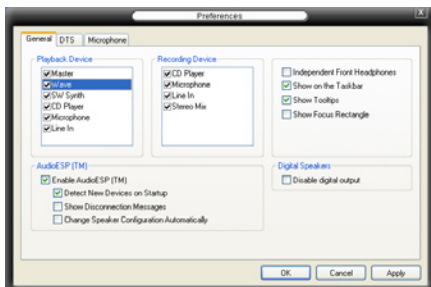 Preferences
X
General DTS Microphone
Playback Device
Master
Wave
SW Synth
CD Player
Microphone
Line In
Recording Device
CD Player
Microphone
Line In
Stereo Mix
Independent Front Headphones
Show on the Taskbar
Show Tooltips
Show Focus Rectangle
AudioESP (TM)
Enable AudioESP (TM)
Detect New Devices on Startup
Show Disconnection Messages
Change Speaker Configuration Automatically
Digital Speakers
Disable digital output
OK Cancel Apply